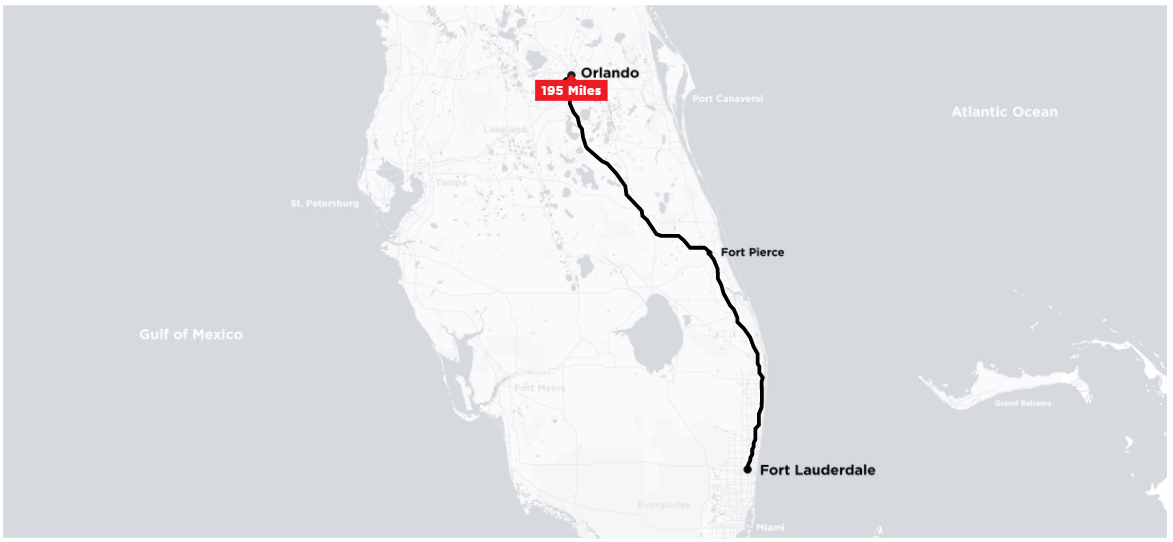 Orlando
195 Miles
Port Canaveral
Atlantic Ocean
Lakeland
Tampa
St. Petersburg
Fort Pierce
Gulf of Mexico
Fort Myers
Grand Bahama
Fort Lauderdale
Everglades
Miami